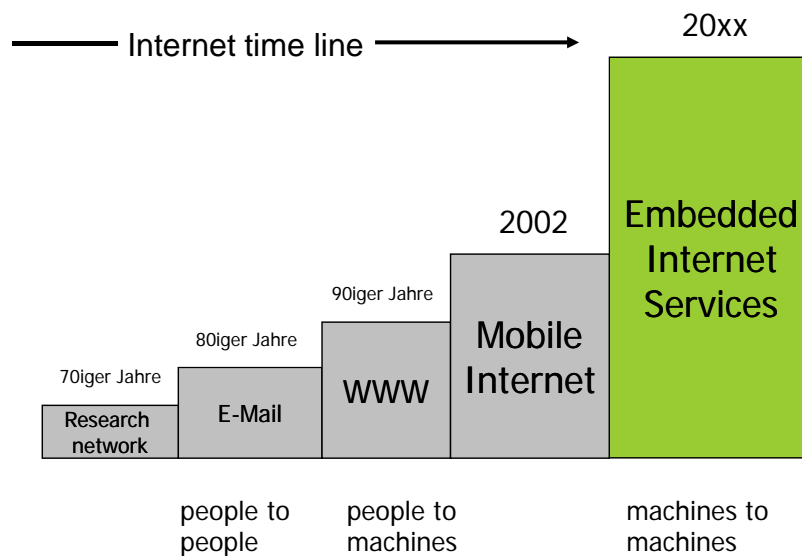 Internet time line
20xx
2002
90iger Jahre
80iger Jahre
70iger Jahre
Research
network
E-Mail
WWW
Mobile
Internet
Embedded
Internet
Services
people to
people
people to
machines
machines to
machines